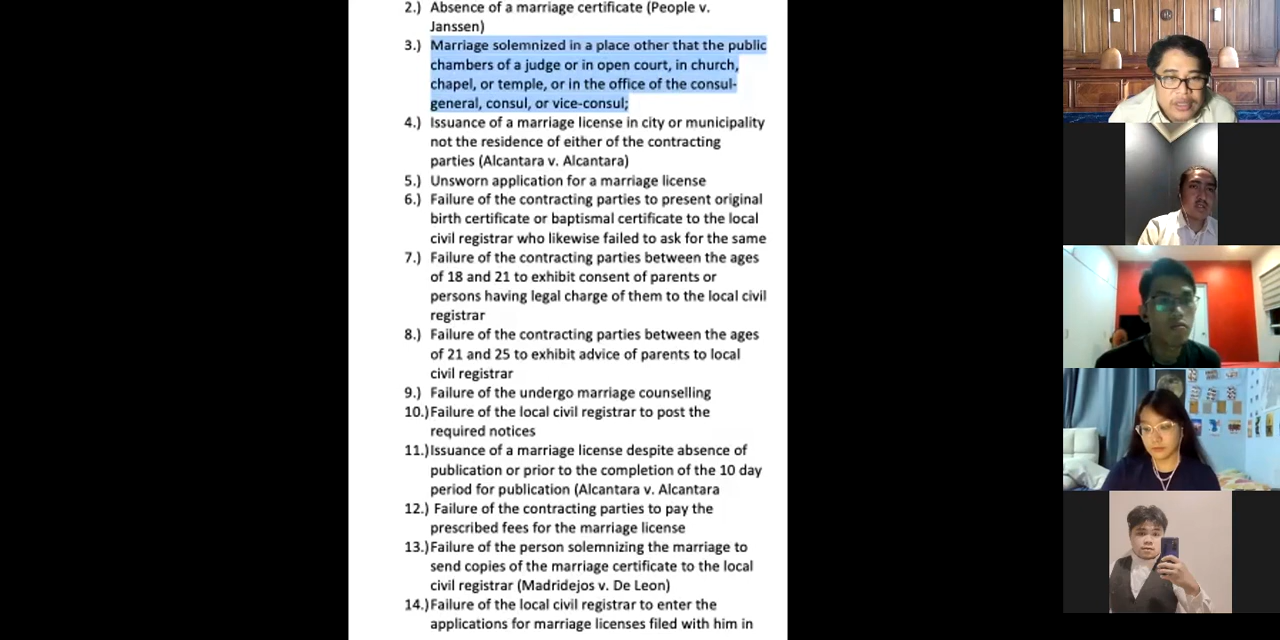 2.) Absence of a marriage certificate (People v.
Janssen)
3.) Marriage solemnized in a place other that the public
chambers of a judge or in open court, in church,
chapel, or temple, or in the office of the consul-
general, consul, or vice-consul;
4.) Issuance of a marriage license in city or municipality
not the residence of either of the contracting
parties (Alcantara v. Alcantara)
5.) Unsworn application for a marriage license
6.) Failure of the contracting parties to present original
birth certificate or baptismal certificate to the local
civil registrar who likewise failed to ask for the same
7.) Failure of the contracting parties between the ages
of 18 and 21 to exhibit consent of parents or
persons having legal charge of them to the local civil
registrar
8.) Failure of the contracting parties between the ages
of 21 and 25 to exhibit advice of parents to local
civil registrar
9.) Failure of the undergo marriage counselling
10.)Failure of the local civil registrar to post the
required notices
11.)Issuance of a marriage license despite absence of
publication or prior to the completion of the 10 day
period for publication (Alcantara v. Alcantara
12.) Failure of the contracting parties to pay the
prescribed fees for the marriage license
13.)Failure of the person solemnizing the marriage to
send copies of the marriage certificate to the local
civil registrar (Madridejos v. De Leon)
14.)Failure of the local civil registrar to enter the
applications for marriage licenses filed with him in